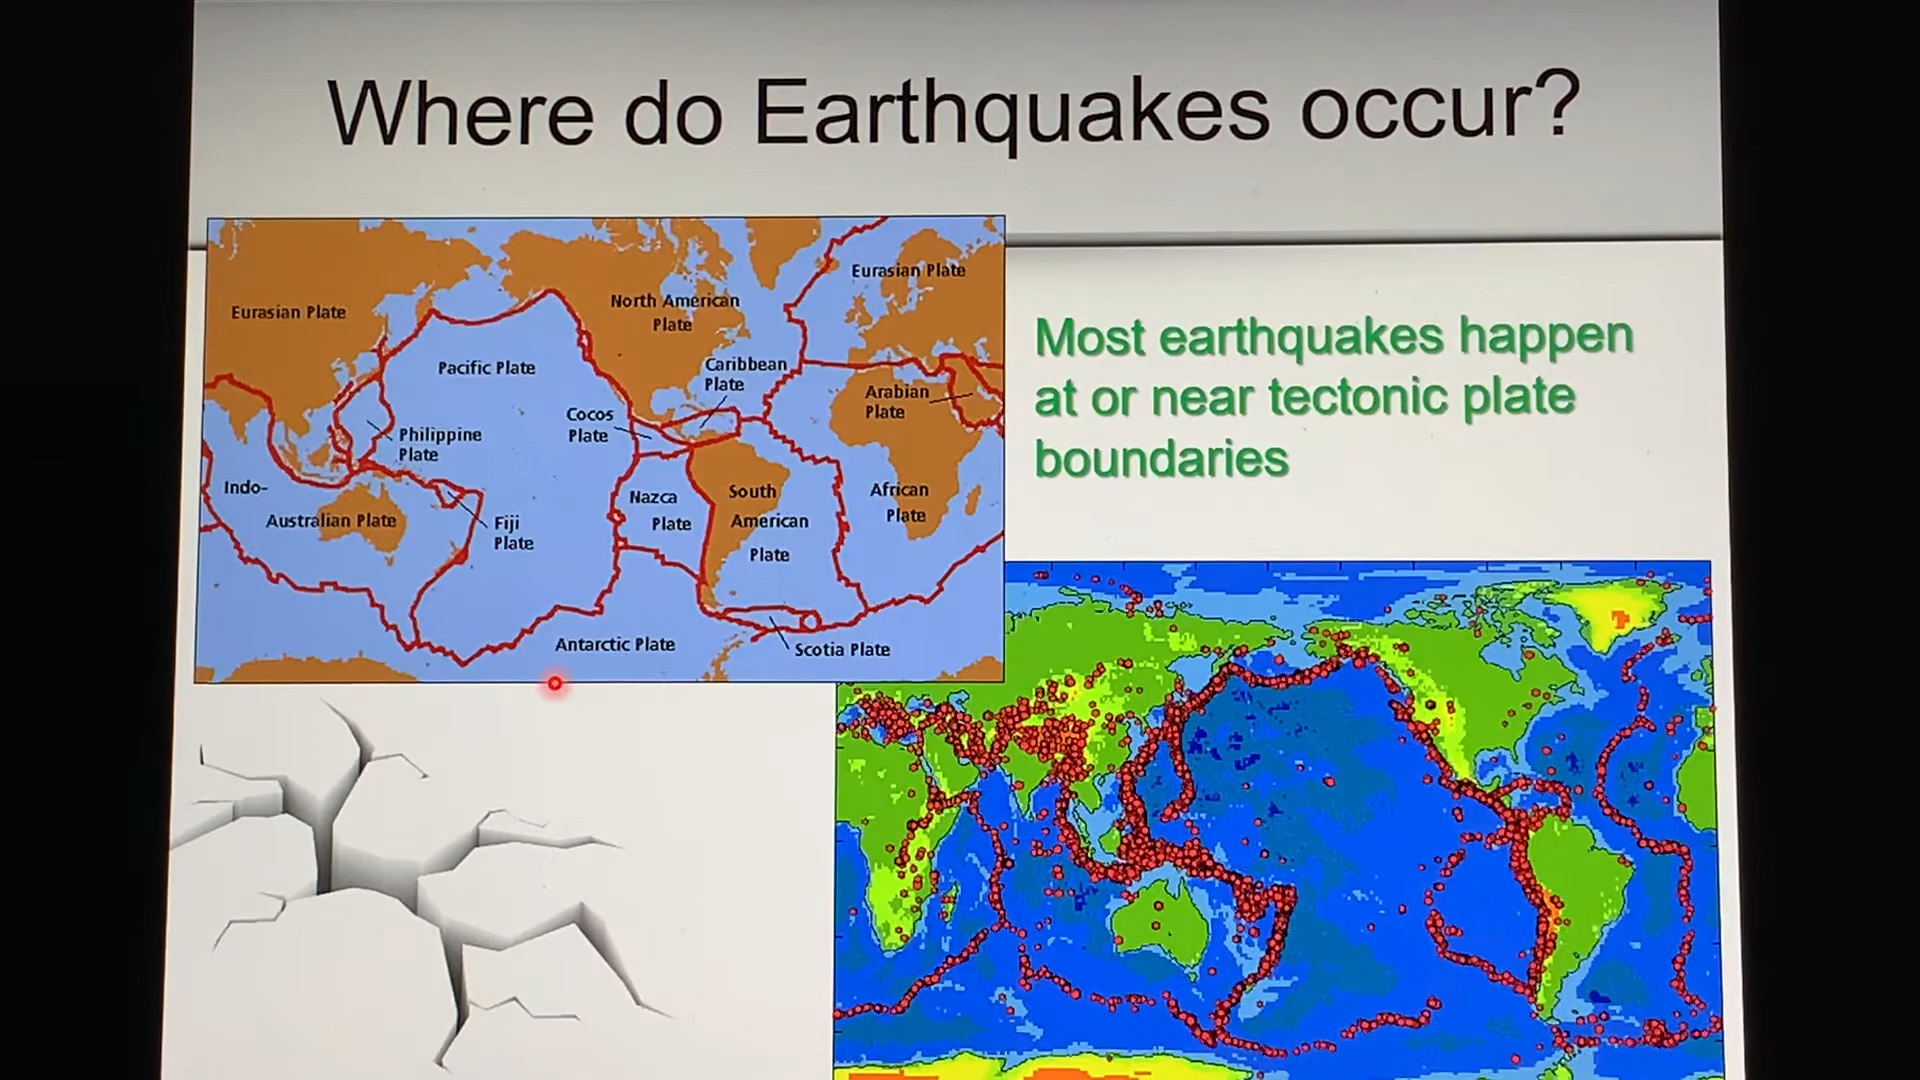 Where do Earthquakes occur?
Eurasian Plate
North American
Plate
Eurasian Plate
Pacific Plate
Caribbean
Plate
Arabian
Plate
Cocos
Plate
Philippine
Plate
Indo-
Australian Plate
Fiji
Plate
Nazca
Plate
South
American
Plate
African
Plate
Antarctic Plate
Scotia Plate
Most earthquakes happen
at or near tectonic plate
boundaries